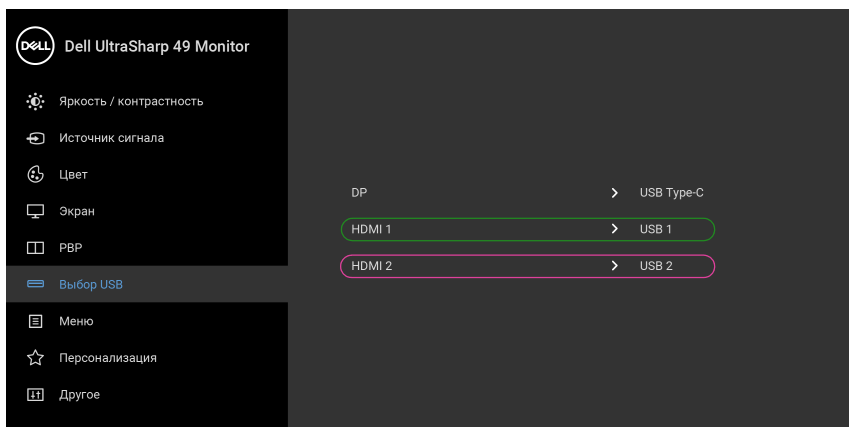 DELL
Dell UltraSharp 49 Monitor
Яркость / контрастность
Источник сигнала
Цвет
Экран
PBP
Выбор USB
Меню
Персонализация
Другое
DP USB Type-C
HDMI 1 USB 1
HDMI 2 USB 2